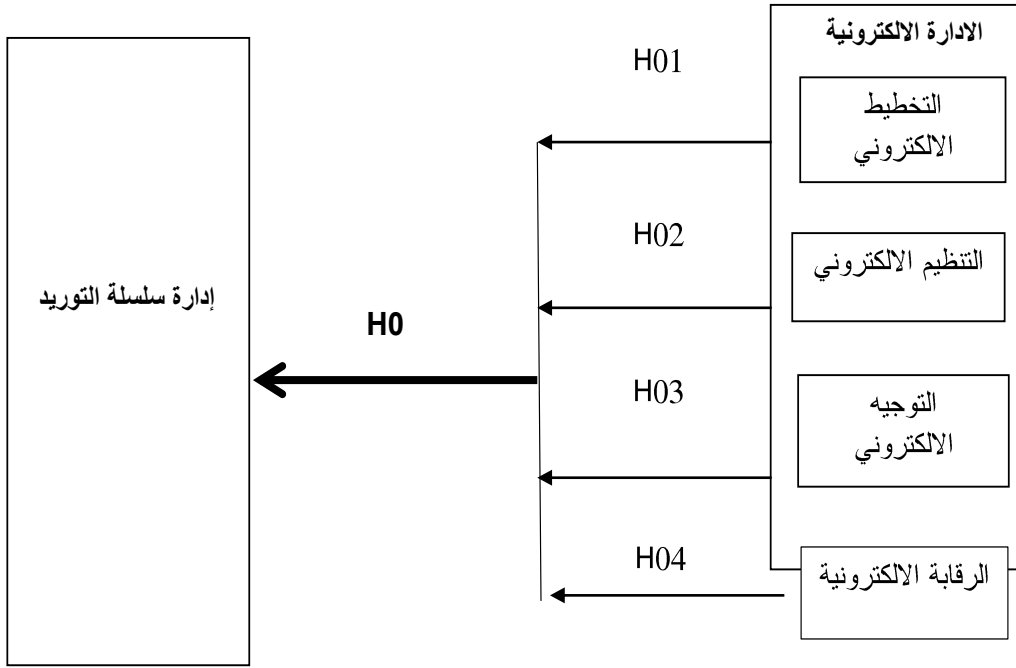 الادارة الالكترونية
H01
التخطيط
الالكتروني
H02
التنظيم الالكتروني
إدارة سلسلة التوريد
H0
H03
التوجيه
الالكتروني
H04
الرقابة الالكترونية